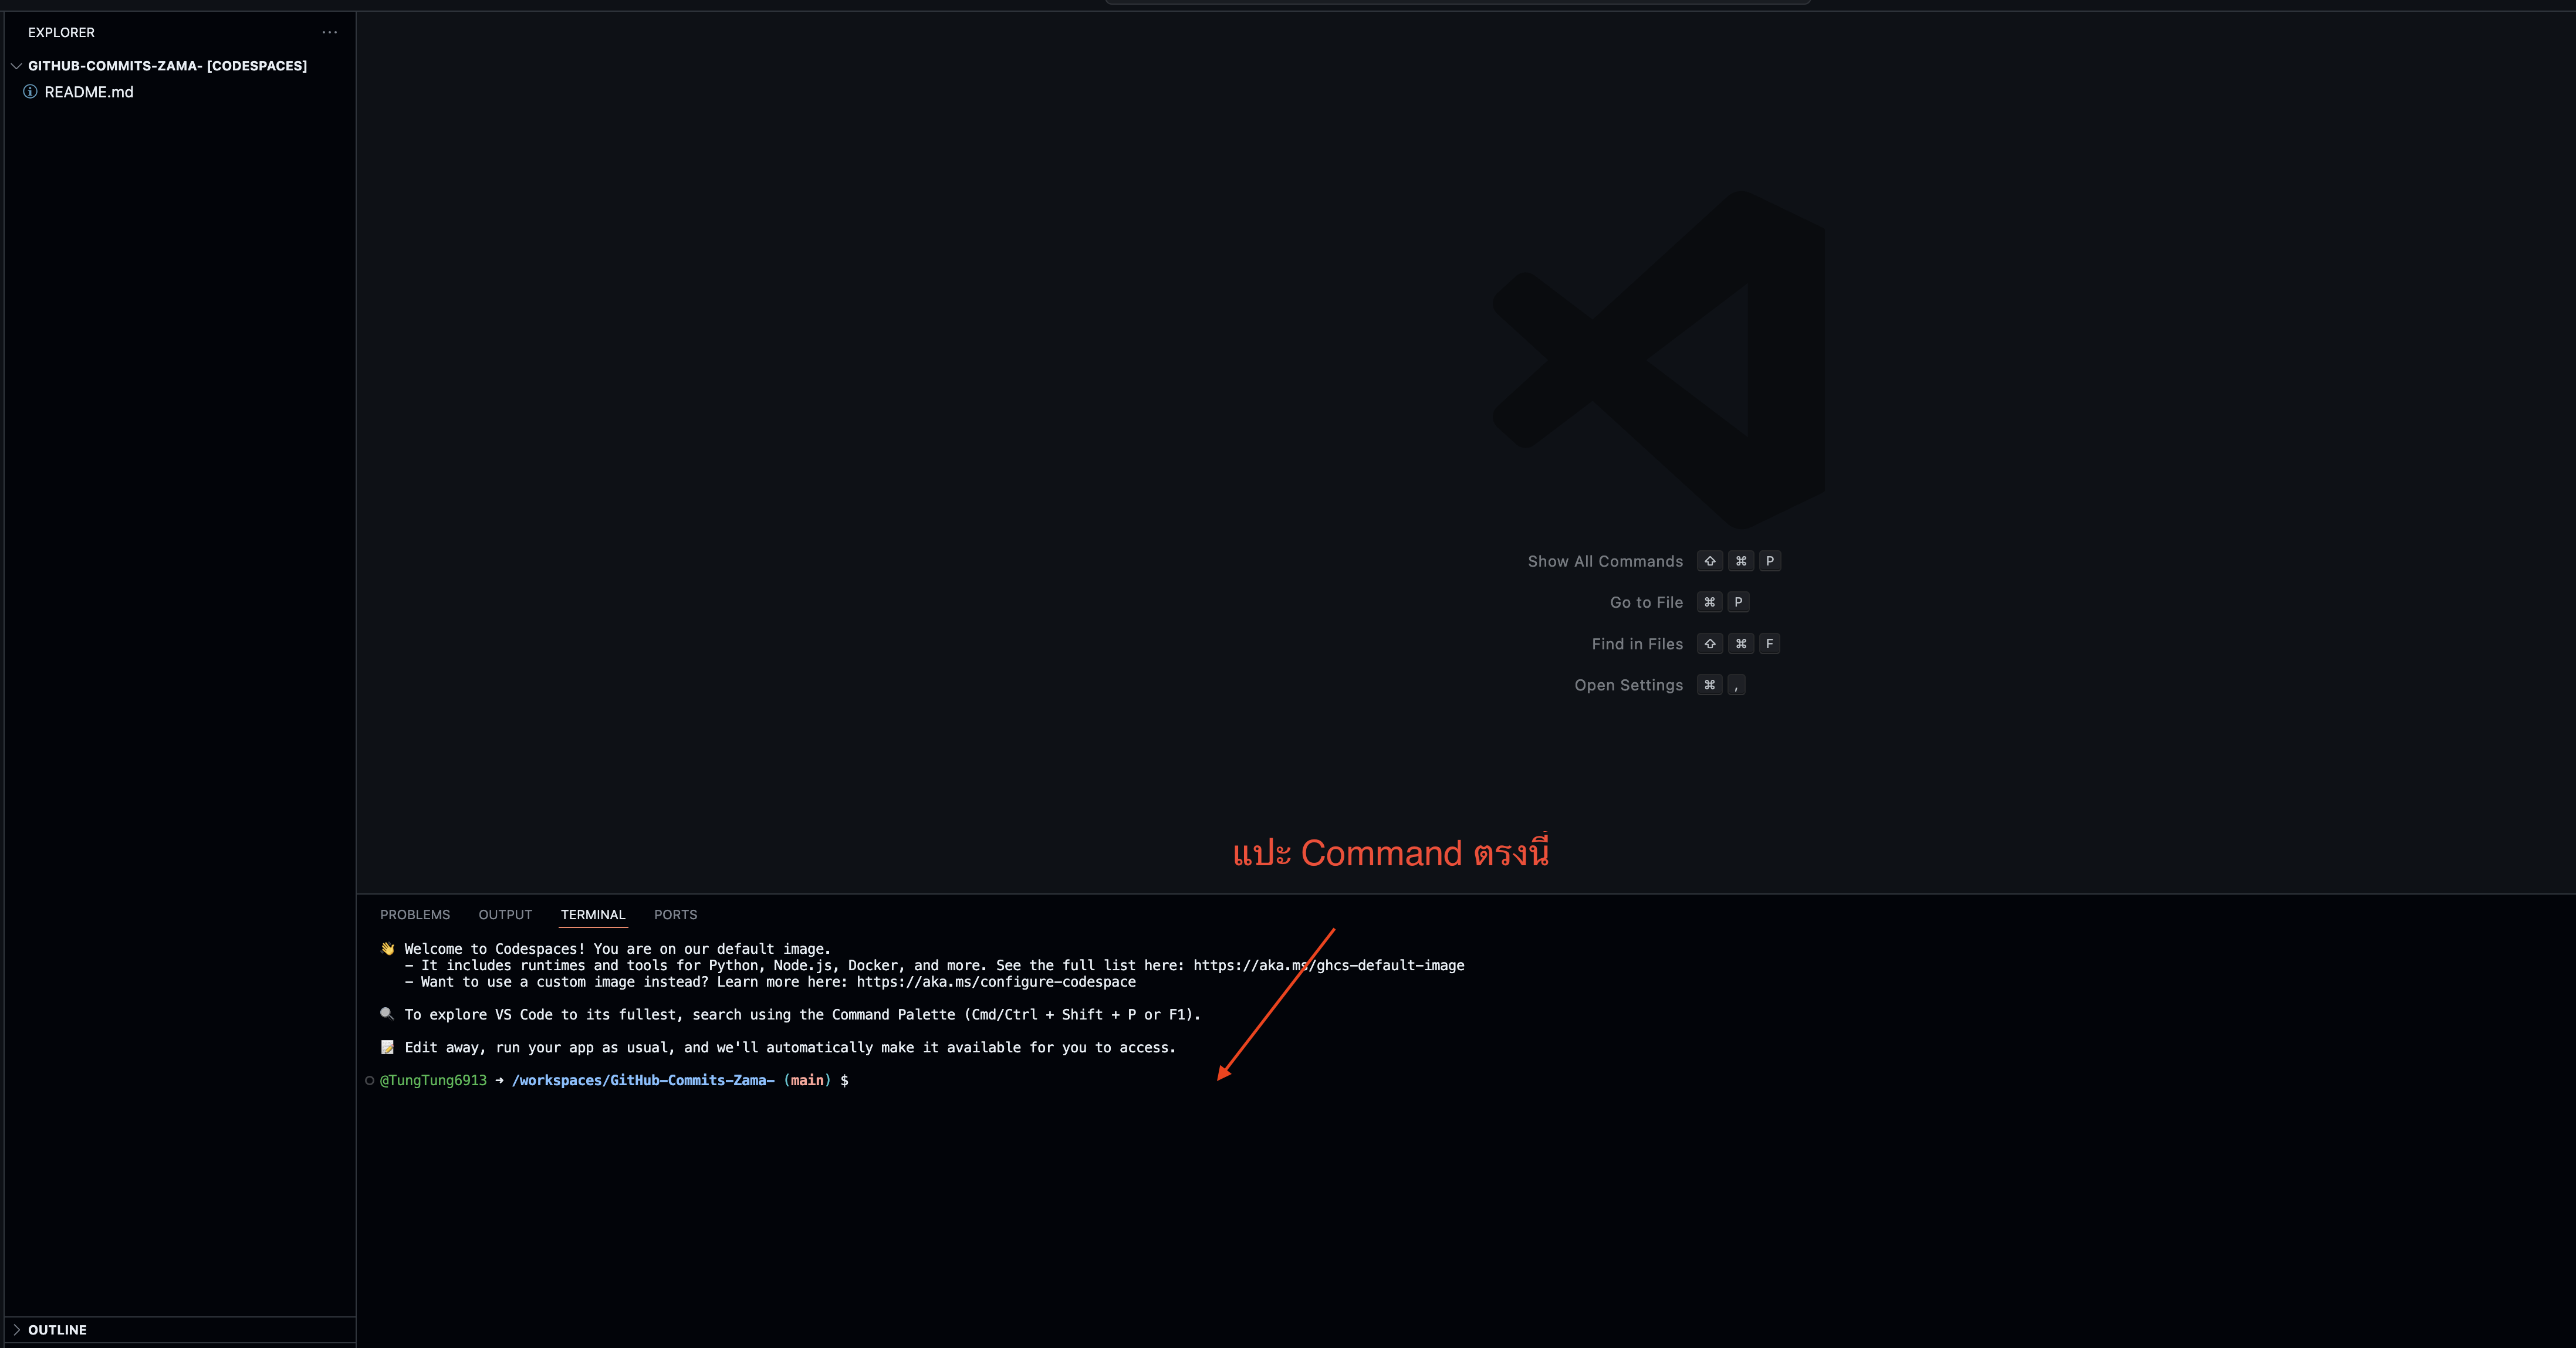 EXPLORER
GITHUB-COMMITS-ZAMA- [CODESPACES]
README.md
Show All Commands ⇧ ⌘ P
Go to File ⌘ P
Find in Files ⇧ ⌘ F
Open Settings ⌘ ,
แปะ Command ตรงนี้
PROBLEMS OUTPUT TERMINAL PORTS
👋 Welcome to Codespaces! You are on our default image.
- It includes runtimes and tools for Python, Node.js, Docker, and more. See the full list here: https://aka.ms/ghcs-default-image
- Want to use a custom image instead? Learn more here: https://aka.ms/configure-codespace
🔍 To explore VS Code to its fullest, search using the Command Palette (Cmd/Ctrl + Shift + P or F1).
📝 Edit away, run your app as usual, and we'll automatically make it available for you to access.
@TungTung6913 → /workspaces/GitHub-Commits-Zama- (main) $
OUTLINE